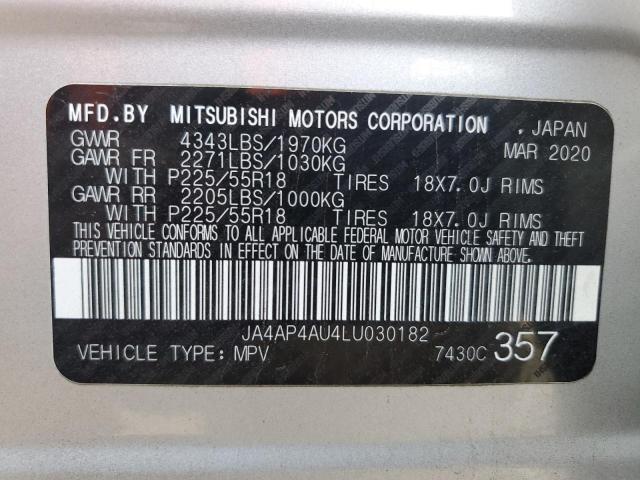 MFD.BY MITSUBISHI MOTORS CORPORATION . JAPAN
GVWR 4343LBS/1970KG MAR 2020
GAWR FR 2271LBS/1030KG
WITH P225/55R18 TIRES 18X7.0J RIMS
GAWR RR 2205LBS/1000KG
WITH P225/55R18 TIRES 18X7.0J RIMS
THIS VEHICLE CONFORMS TO ALL APPLICABLE FEDERAL MOTOR VEHICLE SAFETY AND THEFT
PREVENTION STANDARDS IN EFFECT ON THE DATE OF MANUFACTURE SHOWN ABOVE.
JA4AP4AU4LU030182
VEHICLE TYPE: MPV 7430C 357